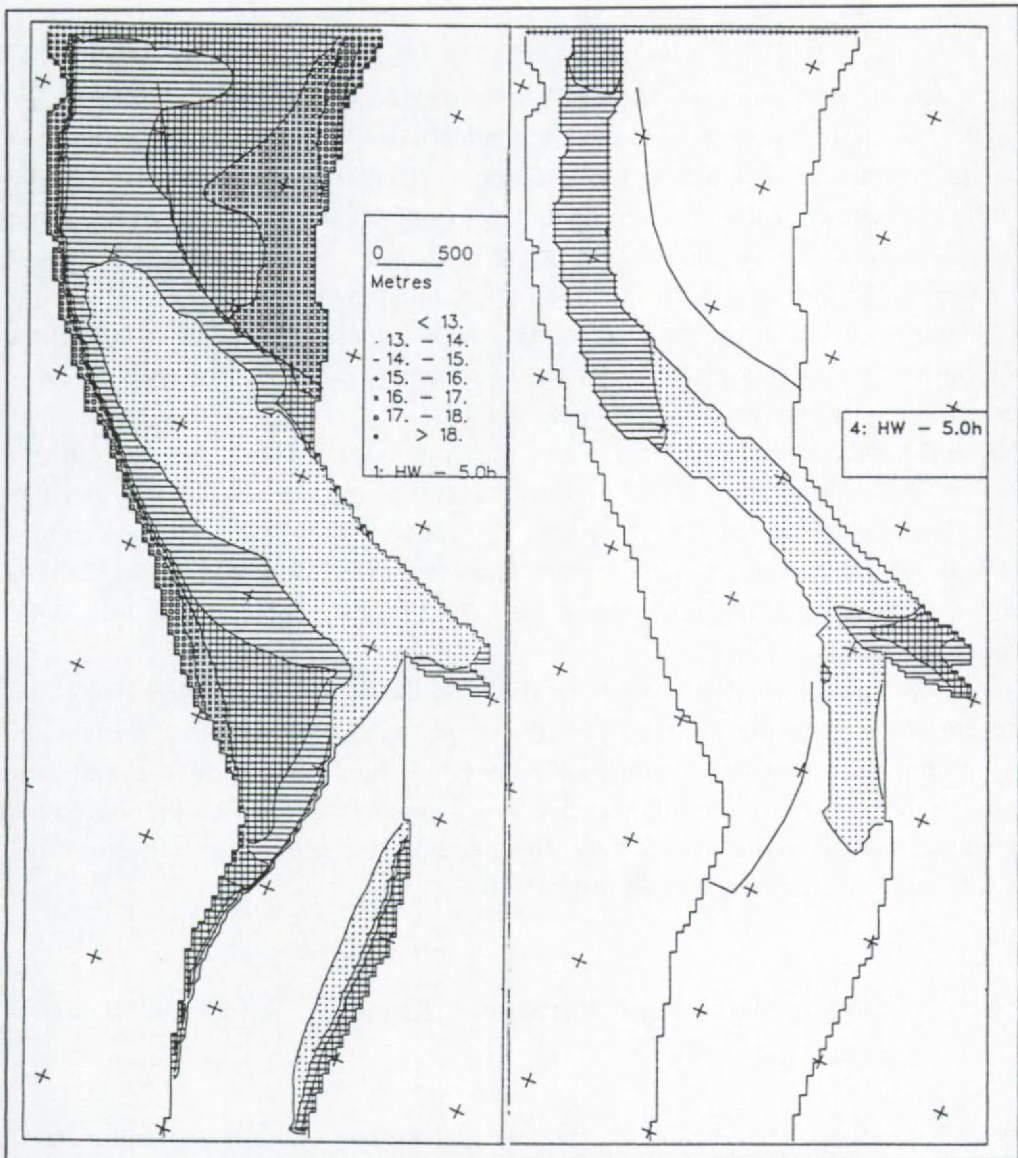 0 500
Metres
< 13.
13. - 14.
14. - 15.
15. - 16.
16. - 17.
17. - 18.
> 18.
1: HW - 5.0h
4: HW - 5.0h